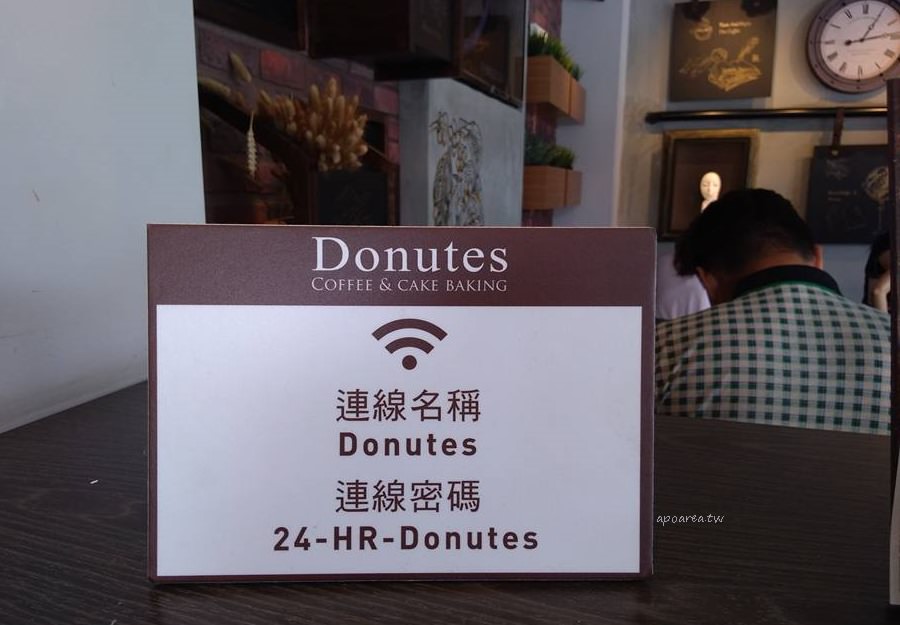 Donutes
COFFEE & CAKE BAKING
連線名稱
Donutes
連線密碼
24-HR-Donutes
apoarea.tw